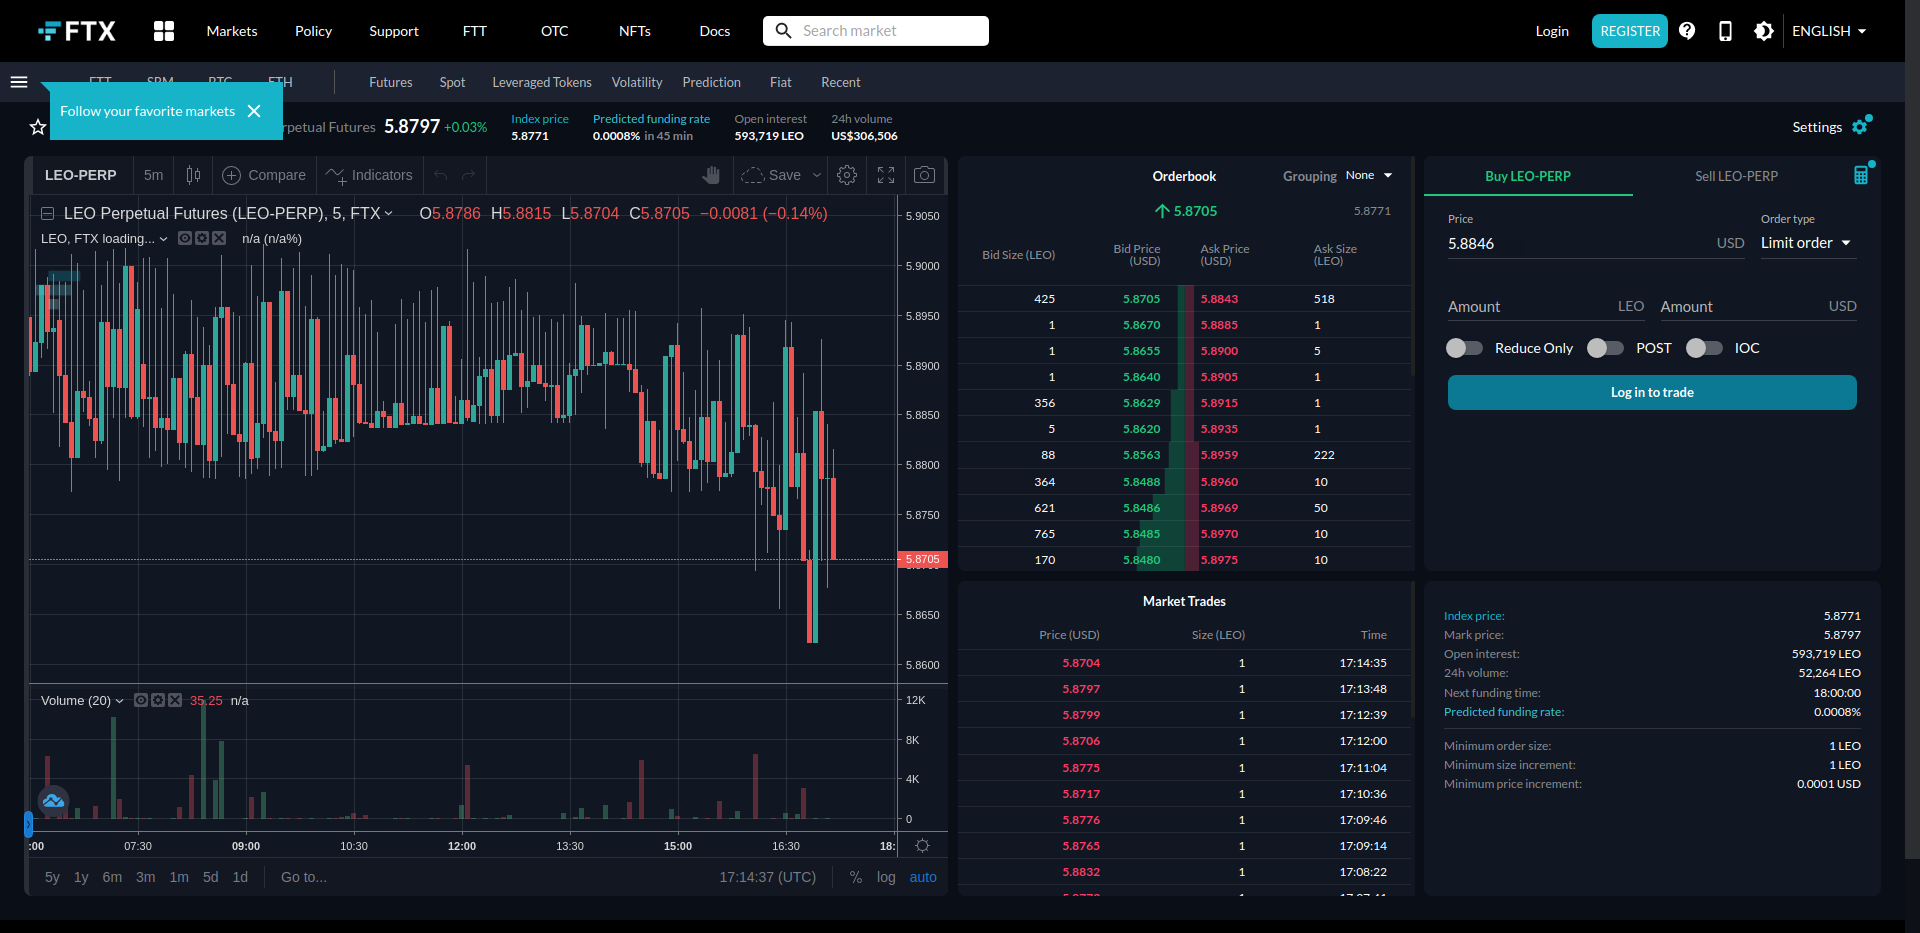 FTX Markets Policy Support FTT OTC NFTs Docs Search market Login REGISTER ENGLISH
FTT SRM BTC ETH Futures Spot Leveraged Tokens Volatility Prediction Fiat Recent
Follow your favorite markets
rpetual Futures 5.8797 +0.03%
Index price
5.8771
Predicted funding rate
0.0008% in 45 min
Open interest
593,719 LEO
24h volume
US$306,506
Settings
LEO-PERP 5m Compare Indicators Save
LEO Perpetual Futures (LEO-PERP), 5, FTX O5.8786 H5.8815 L5.8704 C5.8705 −0.0081 (−0.14%)
LEO, FTX loading... n/a (n/a%)
5.9050
5.9000
5.8950
5.8900
5.8850
5.8800
5.8750
5.8705
5.8650
5.8600
Volume (20) 35.25 n/a
12K
8K
4K
0
:00 07:30 09:00 10:30 12:00 13:30 15:00 16:30 18:
5y 1y 6m 3m 1m 5d 1d Go to... 17:14:37 (UTC) % log auto
Orderbook Grouping None
5.8705 5.8771
Bid Size (LEO) Bid Price (USD) Ask Price (USD) Ask Size (LEO)
425 5.8705 5.8843 518
1 5.8670 5.8885 1
1 5.8655 5.8900 5
1 5.8640 5.8905 1
356 5.8629 5.8915 1
5 5.8620 5.8935 1
88 5.8563 5.8959 222
364 5.8488 5.8960 10
621 5.8486 5.8969 50
765 5.8485 5.8970 10
170 5.8480 5.8975 10
Market Trades
Price (USD) Size (LEO) Time
5.8704 1 17:14:35
5.8797 1 17:13:48
5.8799 1 17:12:39
5.8706 1 17:12:00
5.8775 1 17:11:04
5.8717 1 17:10:36
5.8776 1 17:09:46
5.8765 1 17:09:14
5.8832 1 17:08:22
Buy LEO-PERP Sell LEO-PERP
Price Order type
5.8846 USD Limit order
Amount LEO Amount USD
Reduce Only POST IOC
Log in to trade
Index price: 5.8771
Mark price: 5.8797
Open interest: 593,719 LEO
24h volume: 52,264 LEO
Next funding time: 18:00:00
Predicted funding rate: 0.0008%
Minimum order size: 1 LEO
Minimum size increment: 1 LEO
Minimum price increment: 0.0001 USD